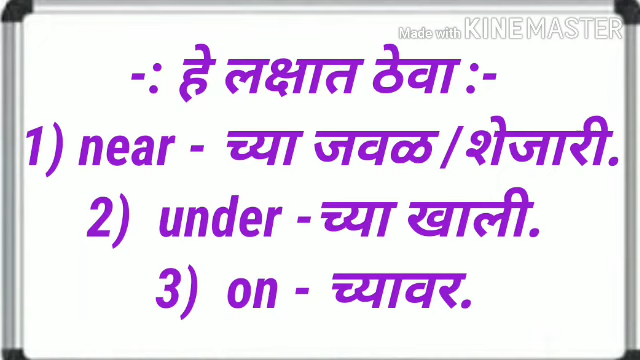 Made with KINEMASTER
-: हे लक्षात ठेवा :-
1) near - च्या जवळ /शेजारी.
2) under -च्या खाली.
3) on - च्यावर.